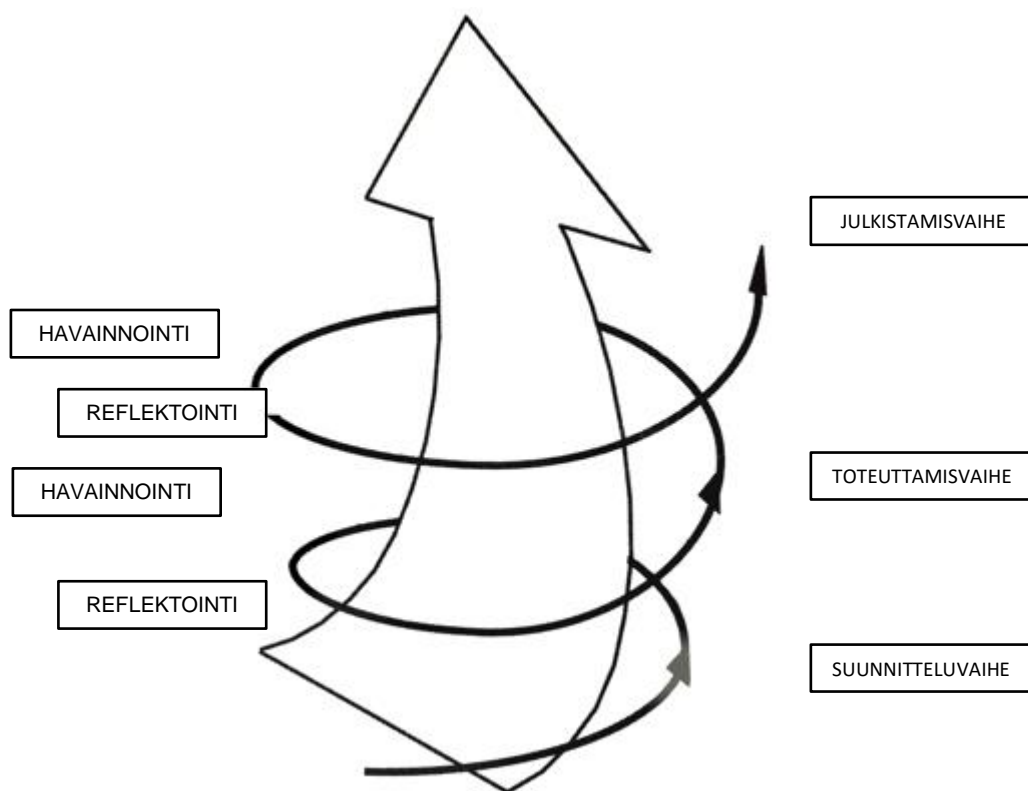 JULKISTAMISVAIHE
HAVAINNOINTI
REFLEKTOINTI
HAVAINNOINTI
TOTEUTTAMISVAIHE
REFLEKTOINTI
SUUNNITTELUVAIHE